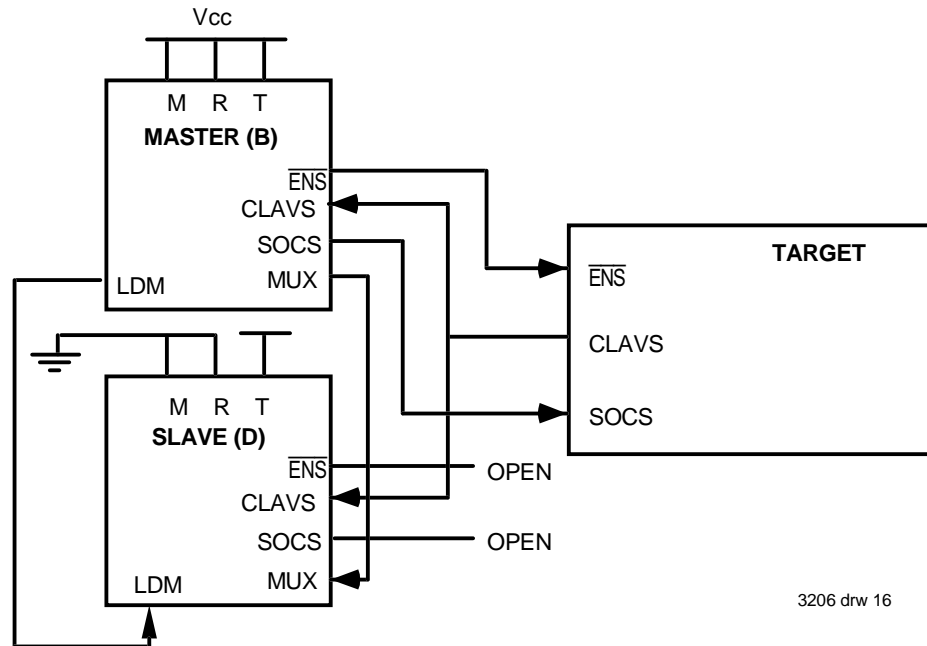 Vcc
M R T
MASTER (B)
ENS
CLAVS
SOCS
MUX
LDM
TARGET
ENS
CLAVS
SOCS
M R T
SLAVE (D)
ENS
OPEN
CLAVS
SOCS
OPEN
MUX
LDM
3206 drw 16